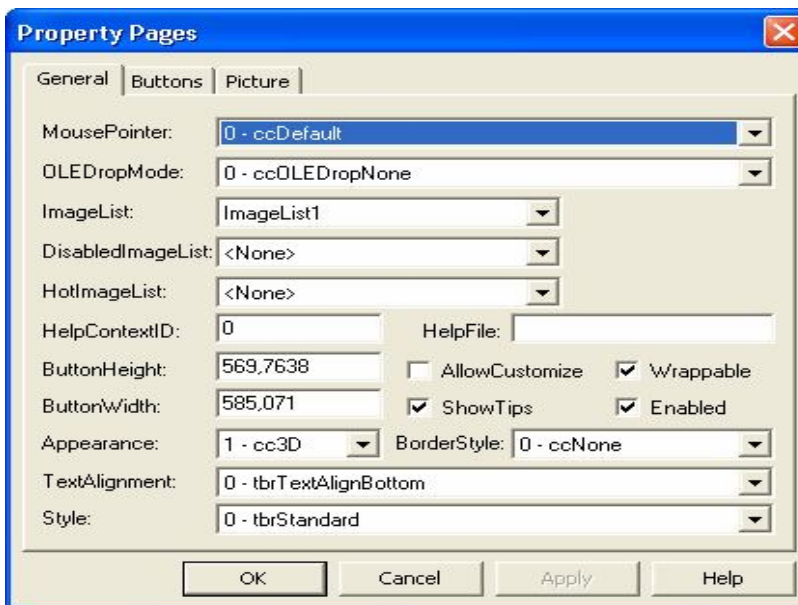 Property Pages
General Buttons Picture
MousePointer: 0 - ccDefault
OLEDropMode: 0 - ccOLEDropNone
ImageList: ImageList1
DisabledImageList: <None>
HotImageList: <None>
HelpContextID: 0 HelpFile:
ButtonHeight: 569,7638 AllowCustomize Wrappable
ButtonWidth: 585,071 ShowTips Enabled
Appearance: 1 - cc3D BorderStyle: 0 - ccNone
TextAlignment: 0 - tbrTextAlignBottom
Style: 0 - tbrStandard
OK Cancel Apply Help